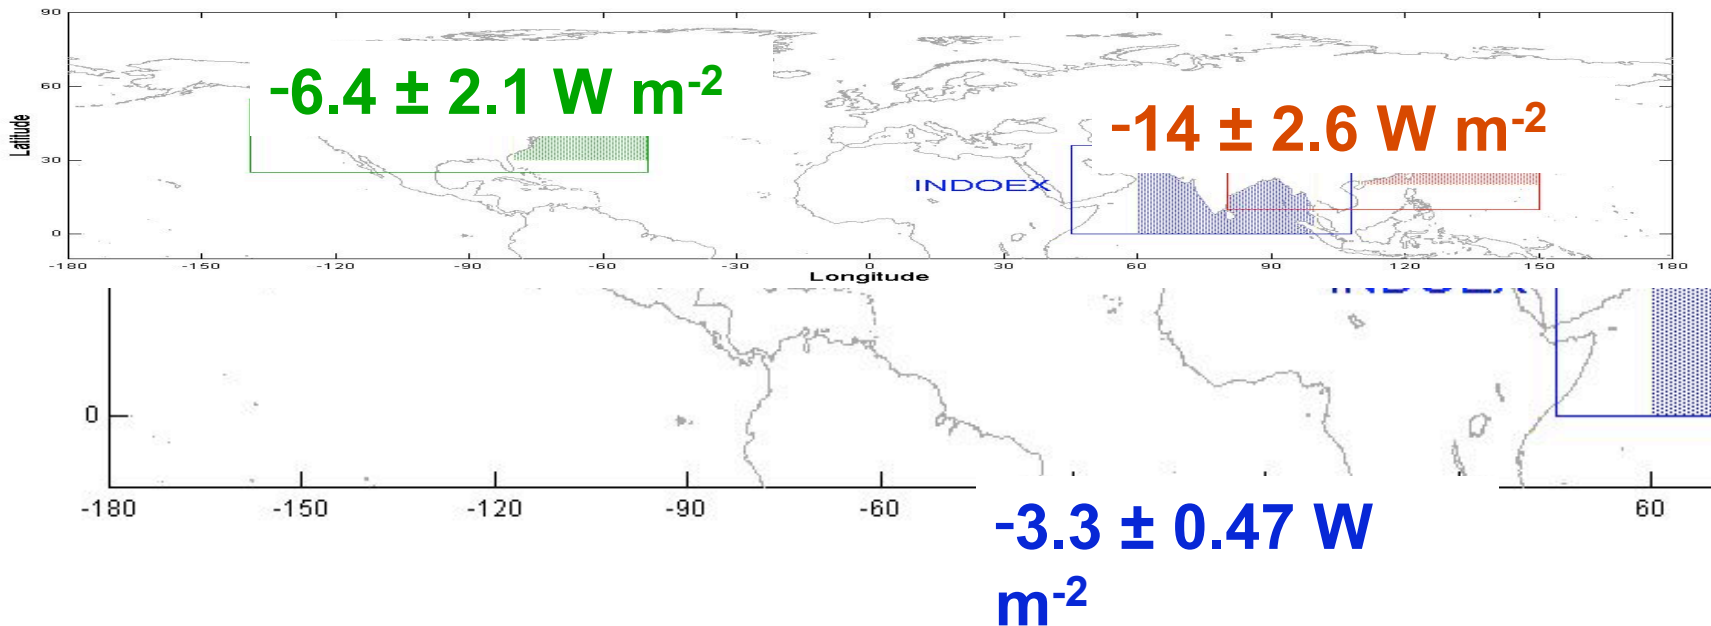 90
-6.4 ± 2.1 W m-2
60
-14 ± 2.6 W m-2
Latitude
30
INDOEX
0
-180 -150 -120 -90 -60 -30 0 30 60 90 120 150 180
Longitude
INDOEX
0
-180 -150 -120 -90 -60 60
-3.3 ± 0.47 W
m-2